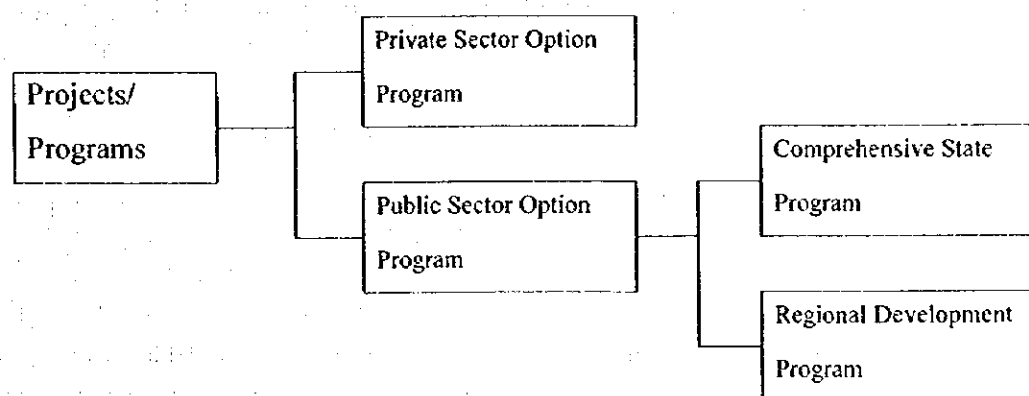 Projects/
Programs
Private Sector Option
Program
Public Sector Option
Program
Comprehensive State
Program
Regional Development
Program